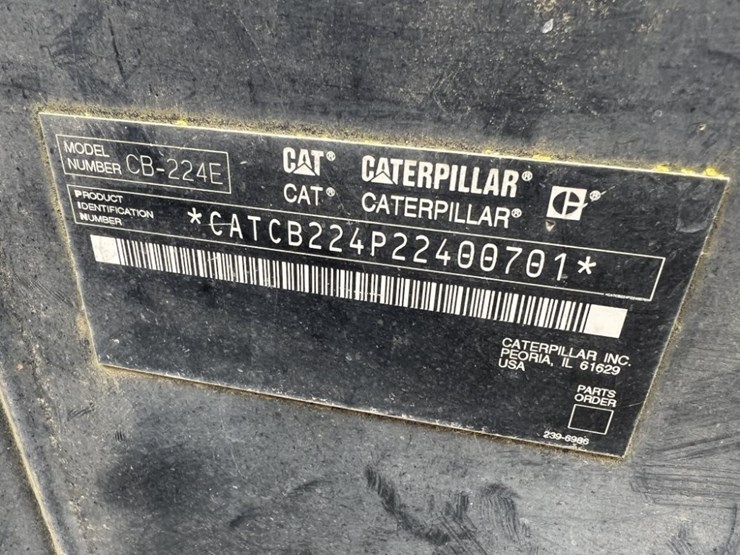 MODEL NUMBER CB-224E
CAT® CATERPILLAR®
CAT® CATERPILLAR®
PRODUCT IDENTIFICATION NUMBER
*CATCB224P22400701*
CATERPILLAR INC.
PEORIA, IL 61629
USA
PARTS
ORDER
239-8986